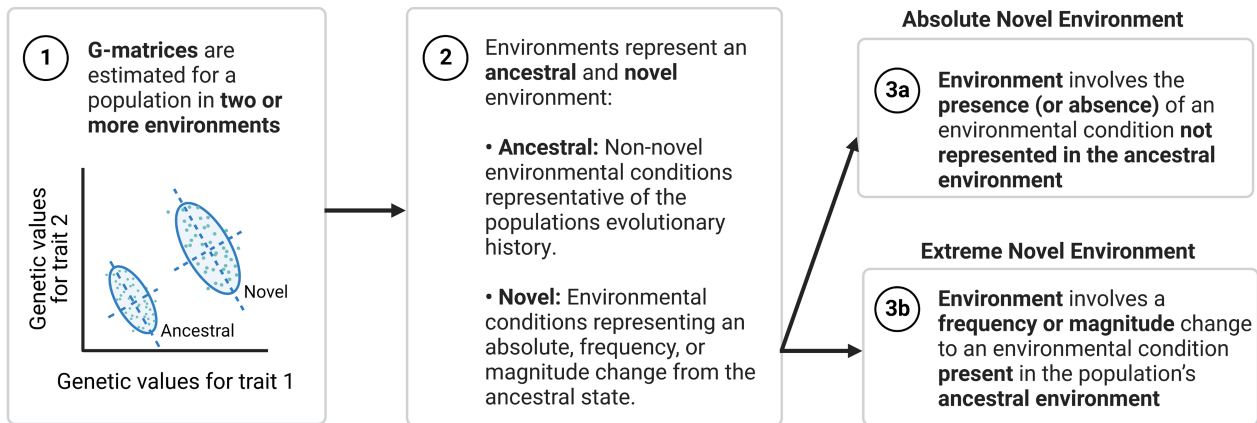 1
G-matrices are
estimated for a
population in two or
more environments
Genetic values
for trait 2
Novel
Ancestral
Genetic values for trait 1
2
Environments represent an
ancestral and novel
environment:
• Ancestral: Non-novel
environmental conditions
representative of the
populations evolutionary
history.
• Novel: Environmental
conditions representing an
absolute, frequency, or
magnitude change from the
ancestral state.
Absolute Novel Environment
3a
Environment involves the
presence (or absence) of an
environmental condition not
represented in the ancestral
environment
Extreme Novel Environment
3b
Environment involves a
frequency or magnitude change
to an environmental condition
present in the population's
ancestral environment